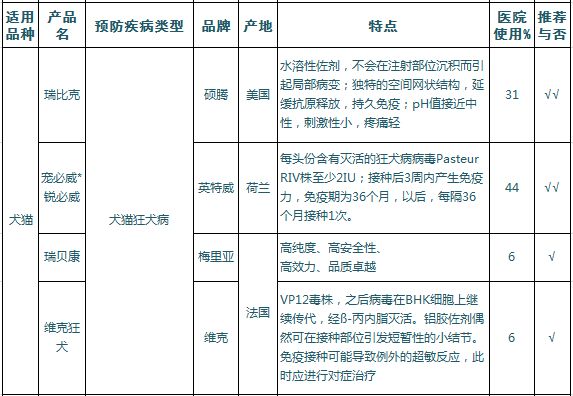 适用品种 产品名 预防疾病类型 品牌 产地 特点 医院使用% 推荐与否
犬猫
瑞比克
犬猫狂犬病
硕腾
美国
水溶性佐剂，不会在注射部位沉积而引
起局部病变；独特的空间网状结构，延
缓抗原释放，持久免疫；pH值接近中
性，刺激性小，疼痛轻
31
√√
宠必威*
锐必威
英特威
荷兰
每头份含有灭活的狂犬病病毒Pasteur
RIV株至少2IU；接种后3周内产生免疫
力，免疫期为36个月，以后，每隔36
个月接种1次。
44
√√
瑞贝康
梅里亚
法国
高纯度、高安全性、
高效力、品质卓越
6
√
维克狂
犬
维克
VP12毒株，之后病毒在BHK细胞上继
续传代，经ß-丙内脂灭活。铝胶佐剂偶
然可在接种部位引发短暂性的小结节。
免疫接种可能导致例外的超敏反应，此
时应进行对症治疗
6
√